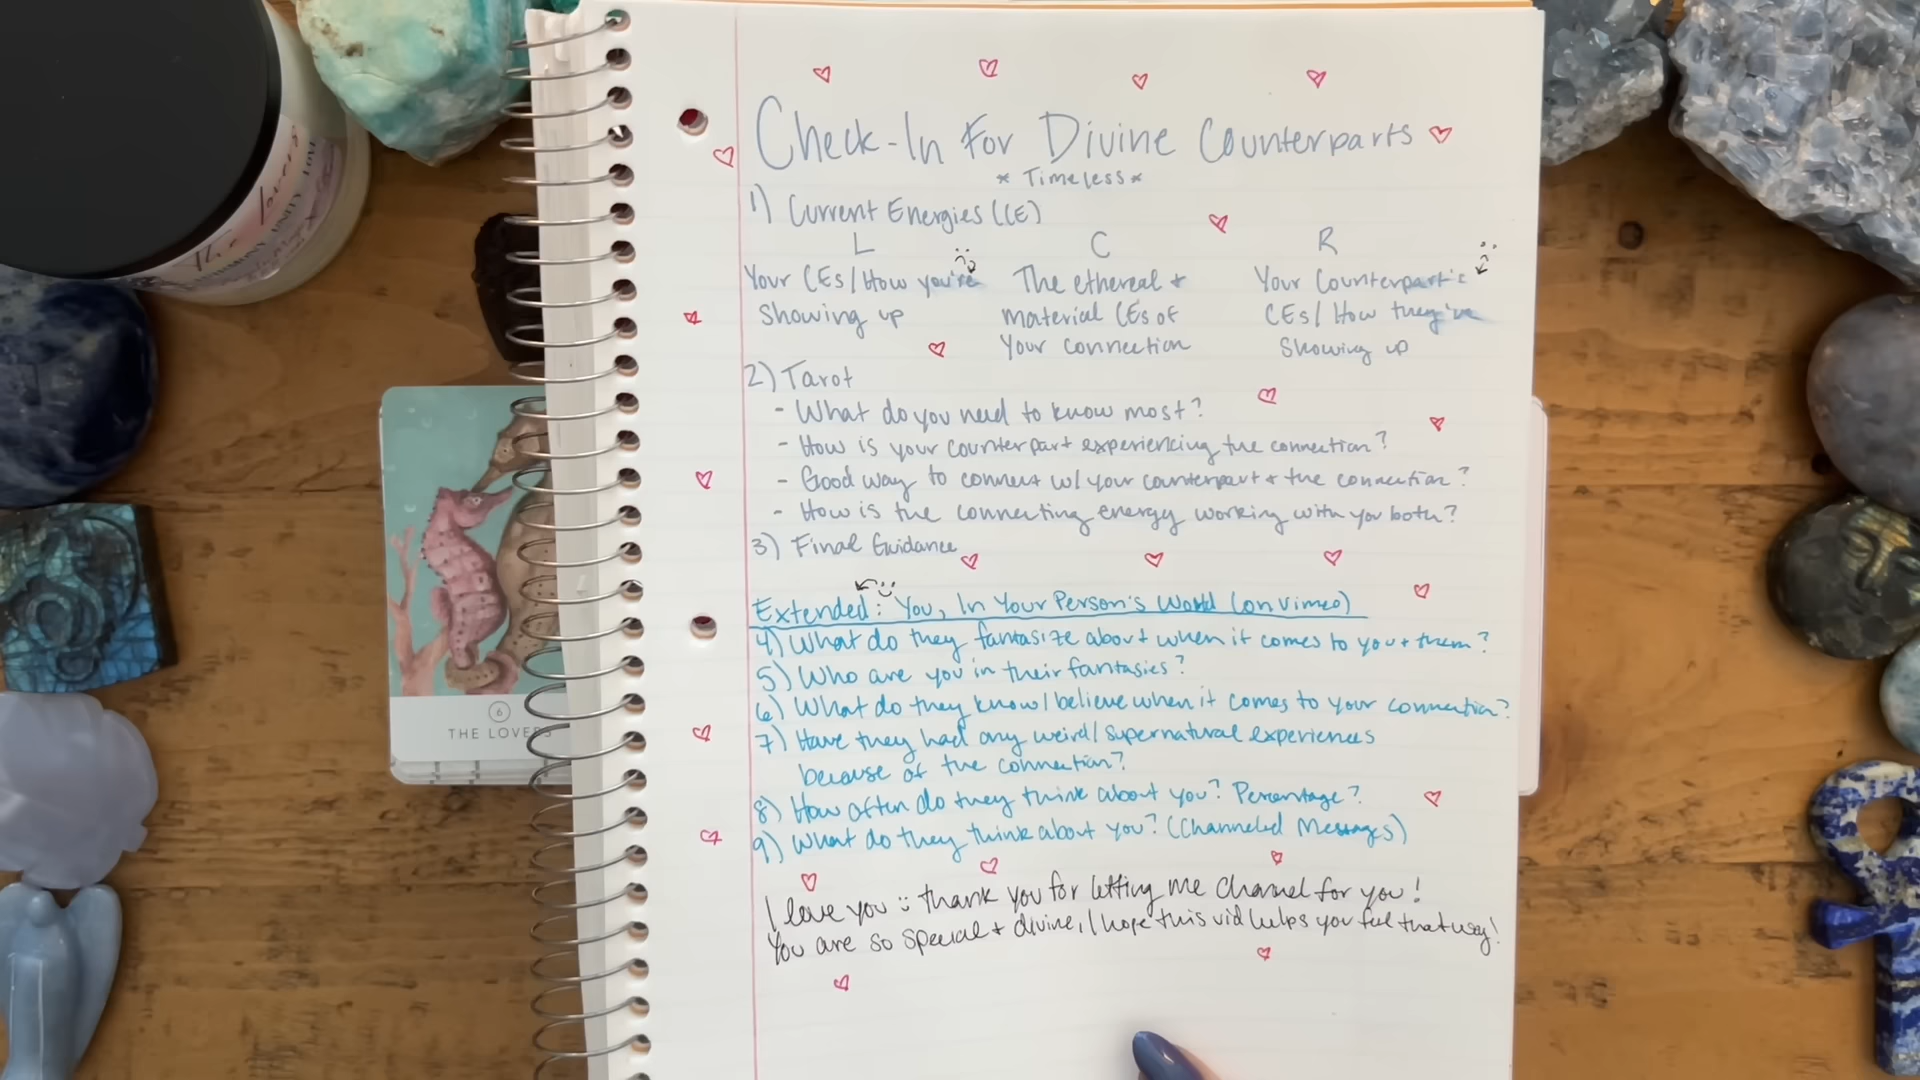 Check-In For Divine Counterparts
* Timeless *
1) Current Energies (CE)
L C R
Your CEs/How you're
showing up
The ethereal +
material CEs of
Your connection
Your Counterpart's
CEs/How they're
Showing up
2) Tarot
- What do you need to know most?
- How is your counterpart experiencing the connection?
- Good way to connect w/ your counterpart + the connection?
- How is the connecting energy working with you both?
3) Final Guidance
Extended: You, In Your Person's World (on Vimeo)
4) What do they fantasize about when it comes to you + them?
5) Who are you in their fantasies?
6) What do they know/believe when it comes to your connection?
7) Have they had any weird/supernatural experiences
because of the connection?
8) How often do they think about you? Percentage?
9) What do they think about you? (Channeled Messages)
I love you :) thank you for letting me channel for you!
You are so special + divine, I hope this vid helps you feel that way!
The Lovers
6
THE LOVERS